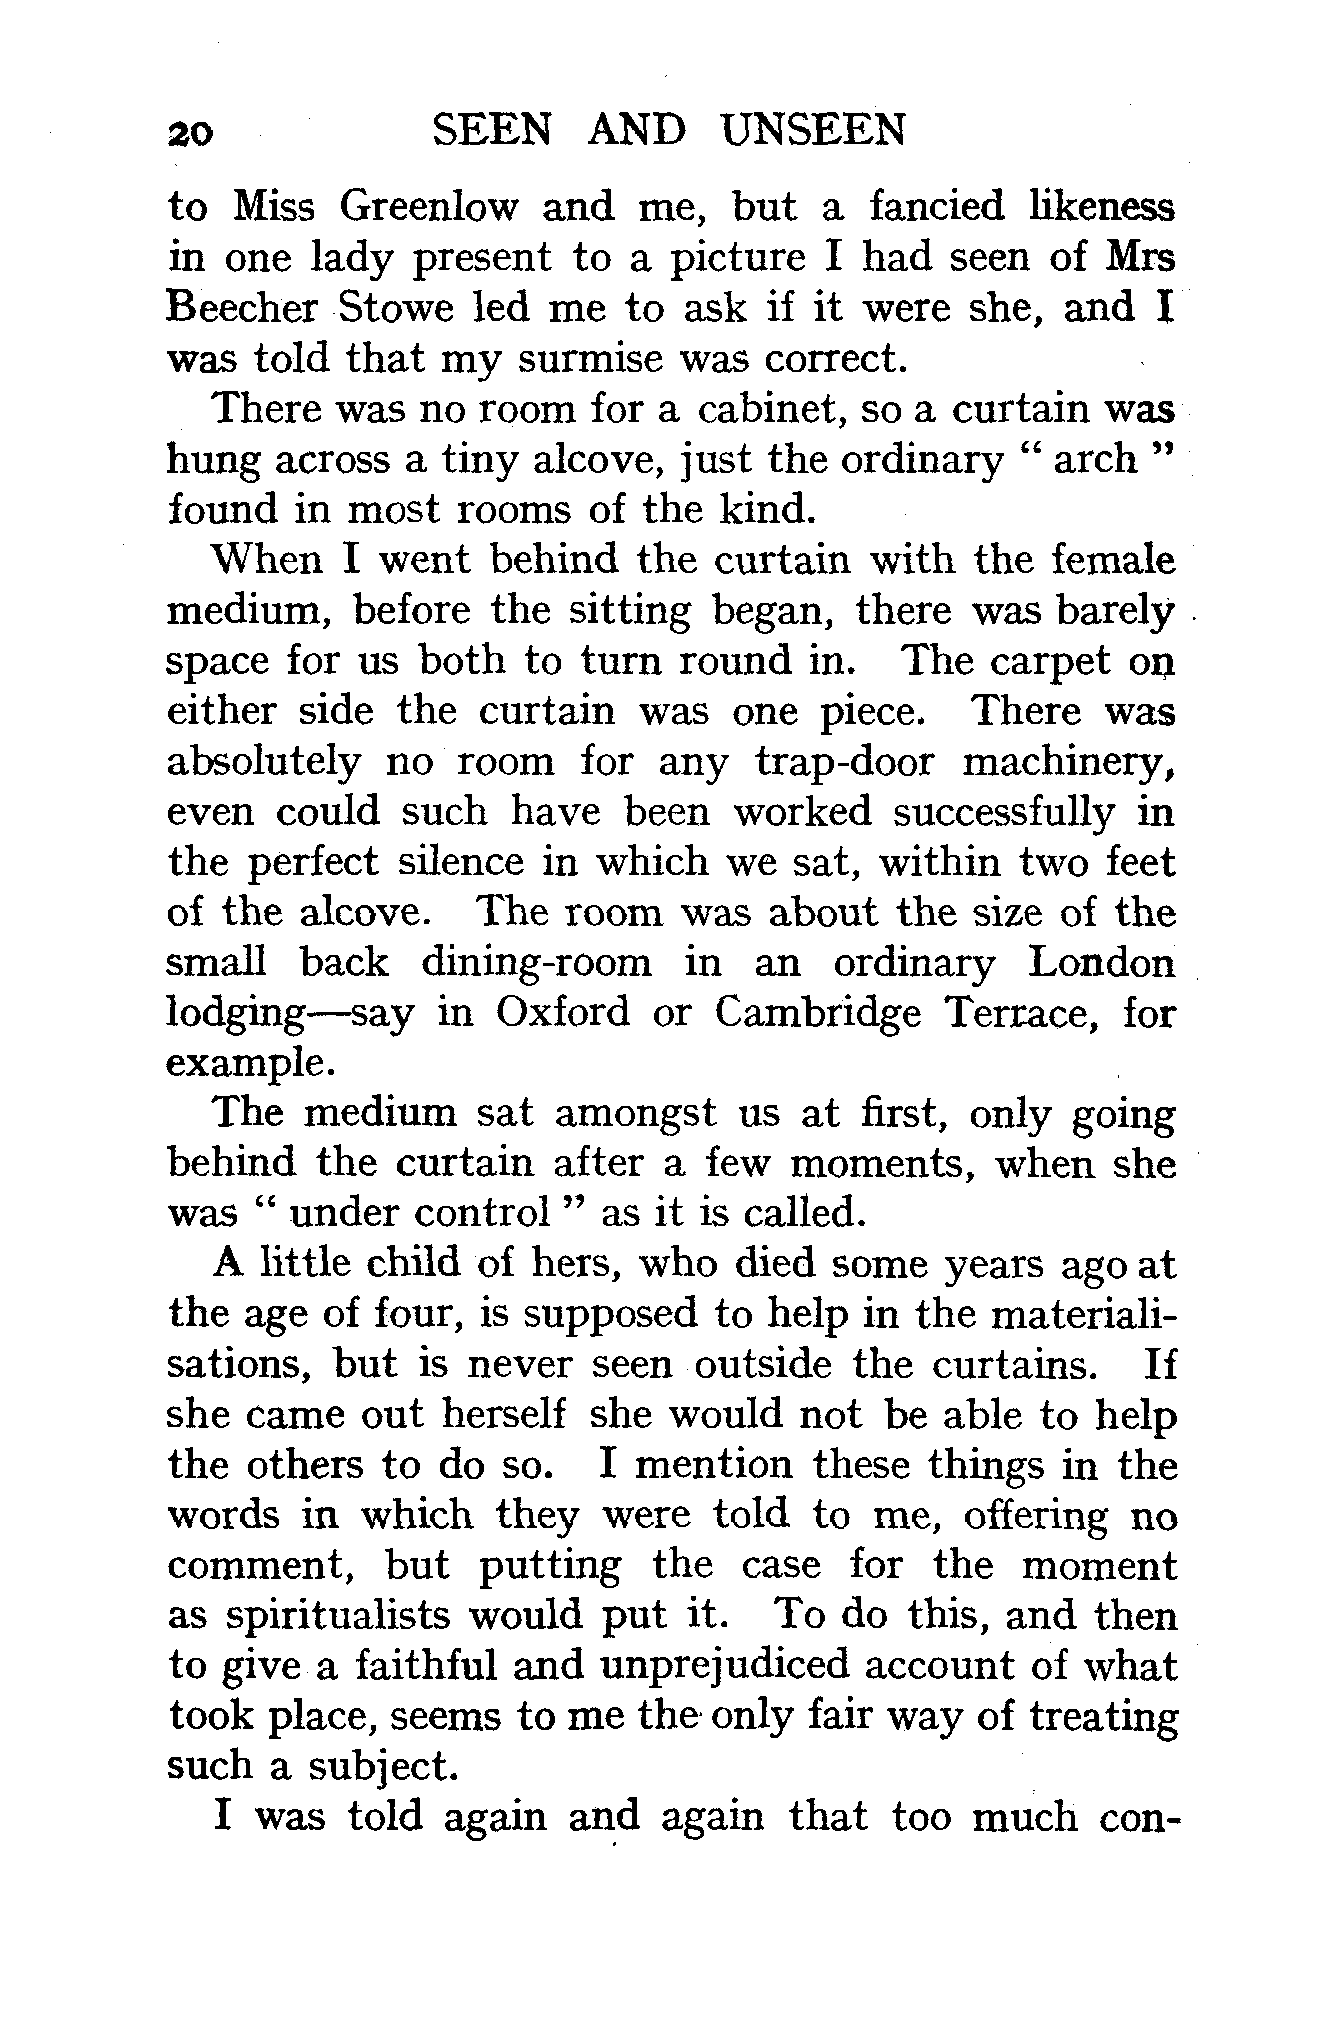 20 SEEN AND UNSEEN
to Miss Greenlow and me, but a fancied likeness
in one lady present to a picture I had seen of Mrs
Beecher Stowe led me to ask if it were she, and I
was told that my surmise was correct.
There was no room for a cabinet, so a curtain was
hung across a tiny alcove, just the ordinary “ arch ”
found in most rooms of the kind.
When I went behind the curtain with the female
medium, before the sitting began, there was barely
space for us both to turn round in. The carpet on
either side the curtain was one piece. There was
absolutely no room for any trap-door machinery,
even could such have been worked successfully in
the perfect silence in which we sat, within two feet
of the alcove. The room was about the size of the
small back dining-room in an ordinary London
lodging—say in Oxford or Cambridge Terrace, for
example.
The medium sat amongst us at first, only going
behind the curtain after a few moments, when she
was “ under control ” as it is called.
A little child of hers, who died some years ago at
the age of four, is supposed to help in the materiali-
sations, but is never seen outside the curtains. If
she came out herself she would not be able to help
the others to do so. I mention these things in the
words in which they were told to me, offering no
comment, but putting the case for the moment
as spiritualists would put it. To do this, and then
to give a faithful and unprejudiced account of what
took place, seems to me the only fair way of treating
such a subject.
I was told again and again that too much con-